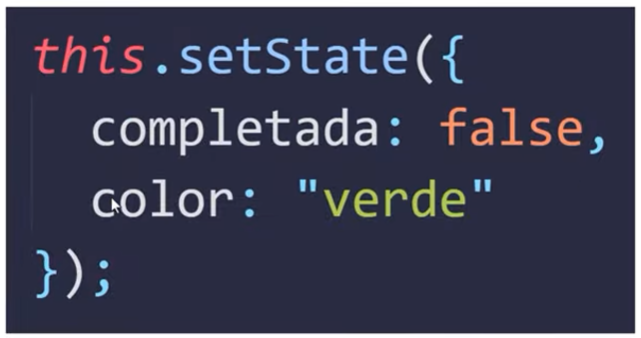 this.setState({
  completada: false,
  color: "verde"
});